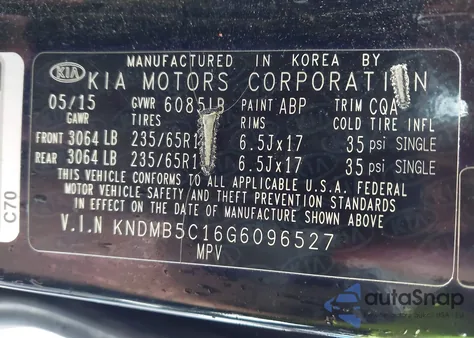 MANUFACTURED IN KOREA BY
KIA KIA MOTORS CORPORATION
05/15 GVWR 6085LB PAINT ABP TRIM CQA
GAWR TIRES RIMS COLD TIRE INFL
FRONT 3064 LB 235/65R 6.5Jx17 35 psi SINGLE
REAR 3064 LB 235/65R1 6.5Jx17 35 psi SINGLE
THIS VEHICLE CONFORMS TO ALL APPLICABLE U.S.A. FEDERAL
MOTOR VEHICLE SAFETY AND THEFT PREVENTION STANDARDS
IN EFFECT ON THE DATE OF MANUFACTURE SHOWN ABOVE
V.I.N KNDMB5C16G6096527
MPV
C70
autoSnap